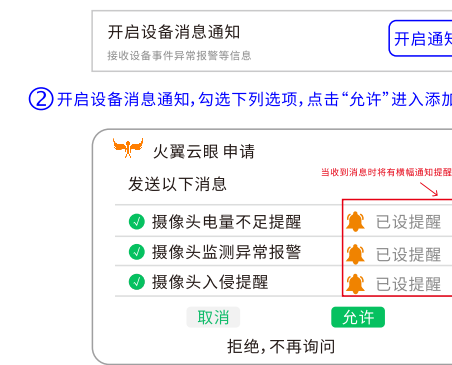 开启设备消息通知
接收设备事件异常报警等信息
开启通
②开启设备消息通知,勾选下列选项,点击“允许”进入添
火翼云眼 申请
当收到消息时将有横幅通知提醒
发送以下消息
摄像头电量不足提醒 已设提醒
摄像头监测异常报警 已设提醒
摄像头入侵提醒 已设提醒
取消 允许
拒绝,不再询问